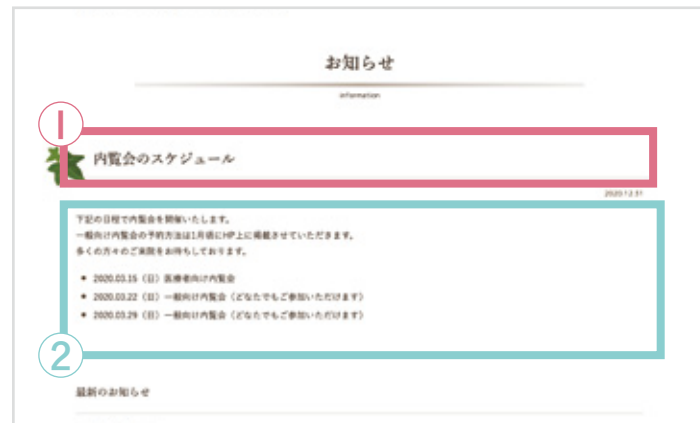 お知らせ
information
①
内覧会のスケジュール
下記の日程で内覧会を開催いたします。
一般向け内覧会の予約方法は1月頃にHP上に掲載させていただきます。
多くの方々のご来院をお待ちしております。
● 2020.03.15（日）医療者向け内覧会
● 2020.03.22（日）一般向け内覧会（どなたでもご参加いただけます）
● 2020.03.29（日）一般向け内覧会（どなたでもご参加いただけます）
②
最新のお知らせ